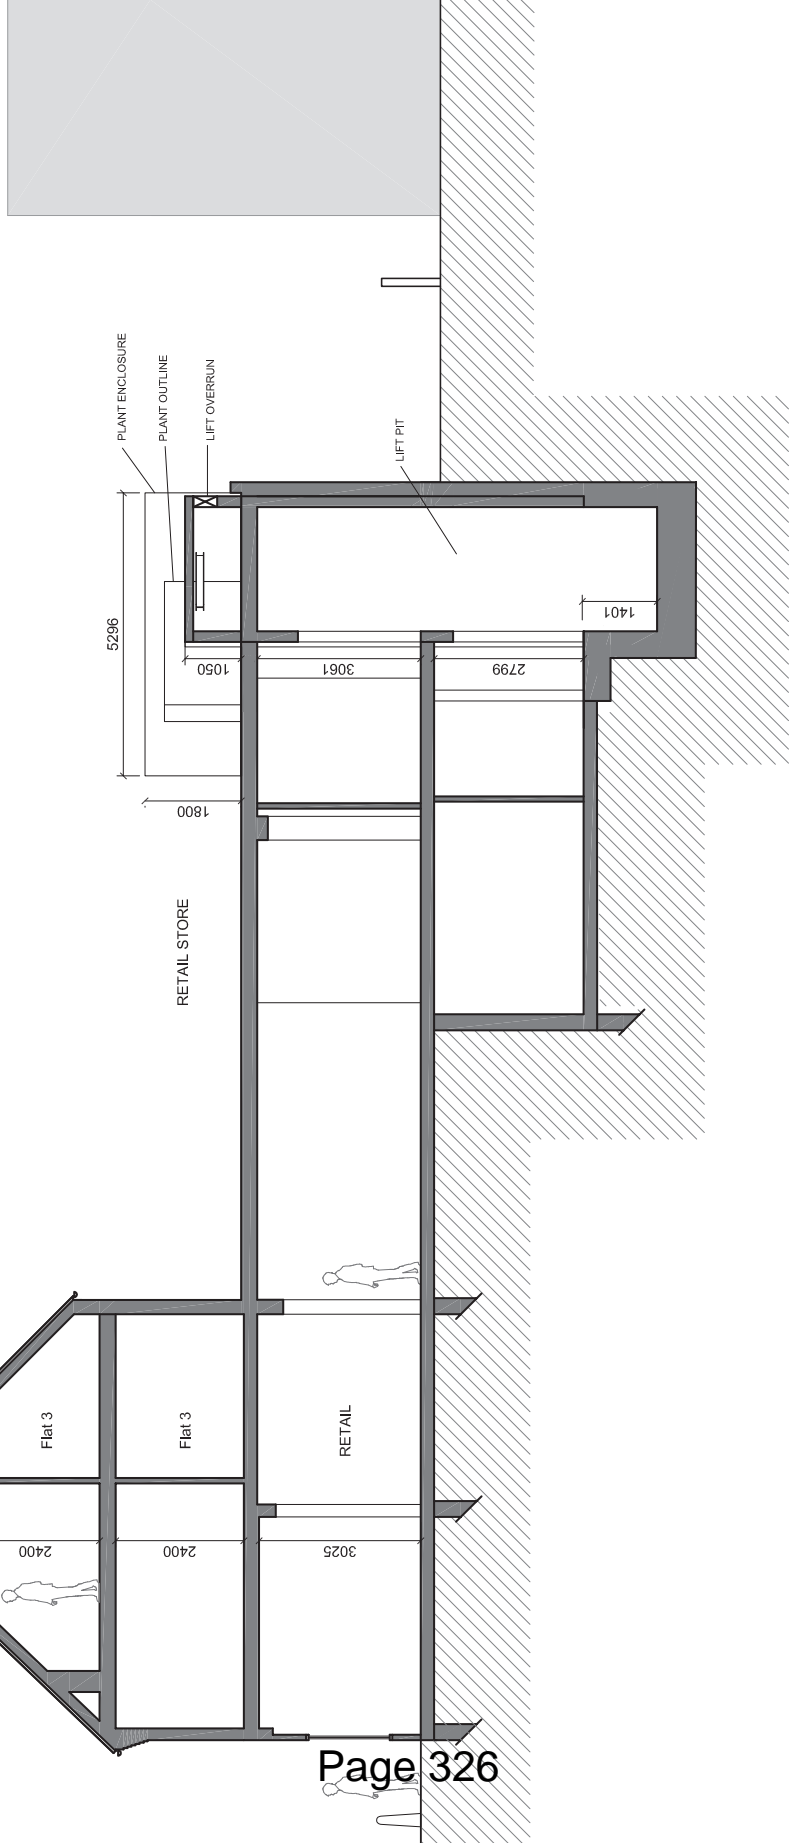 PLANT ENCLOSURE
PLANT OUTLINE
LIFT OVERRUN
LIFT PIT
5296
1401
1050
3061
2799
1800
RETAIL STORE
Flat 3
Flat 3
RETAIL
2400
2400
3025
Page 326